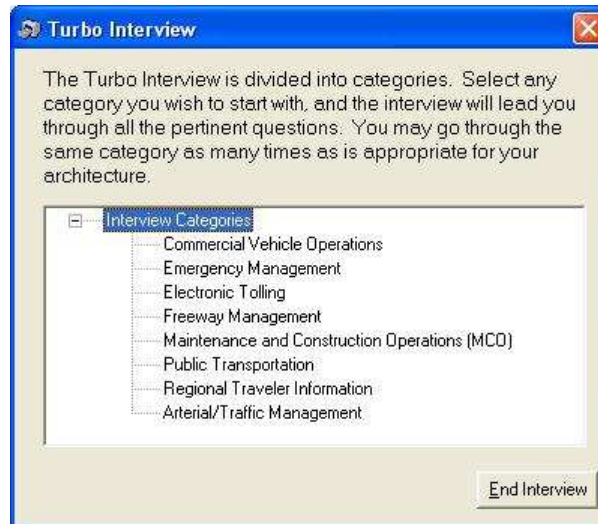 Turbo Interview
The Turbo Interview is divided into categories. Select any
category you wish to start with, and the interview will lead you
through all the pertinent questions. You may go through the
same category as many times as is appropriate for your
architecture.
Interview Categories
Commercial Vehicle Operations
Emergency Management
Electronic Tolling
Freeway Management
Maintenance and Construction Operations (MCO)
Public Transportation
Regional Traveler Information
Arterial/Traffic Management
End Interview